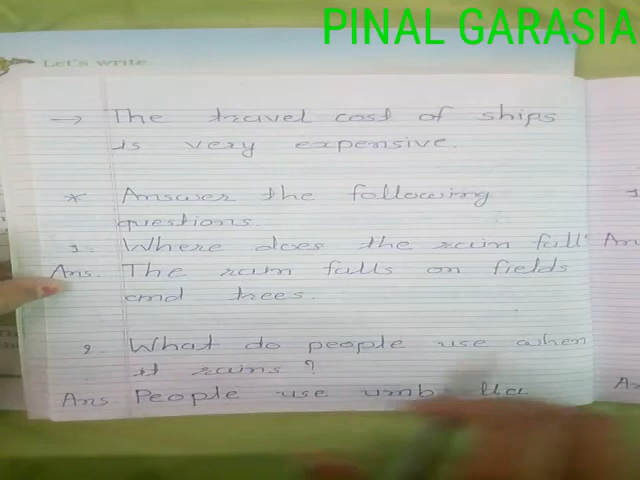 PINAL GARASIA
Let's write
→ The travel cost of ships
is very expensive.
* Answer the following
questions.
1. Where does the rain fall?
Ans. The rain falls on fields
and trees.
2. What do people use when
it rains?
Ans People use
An
An